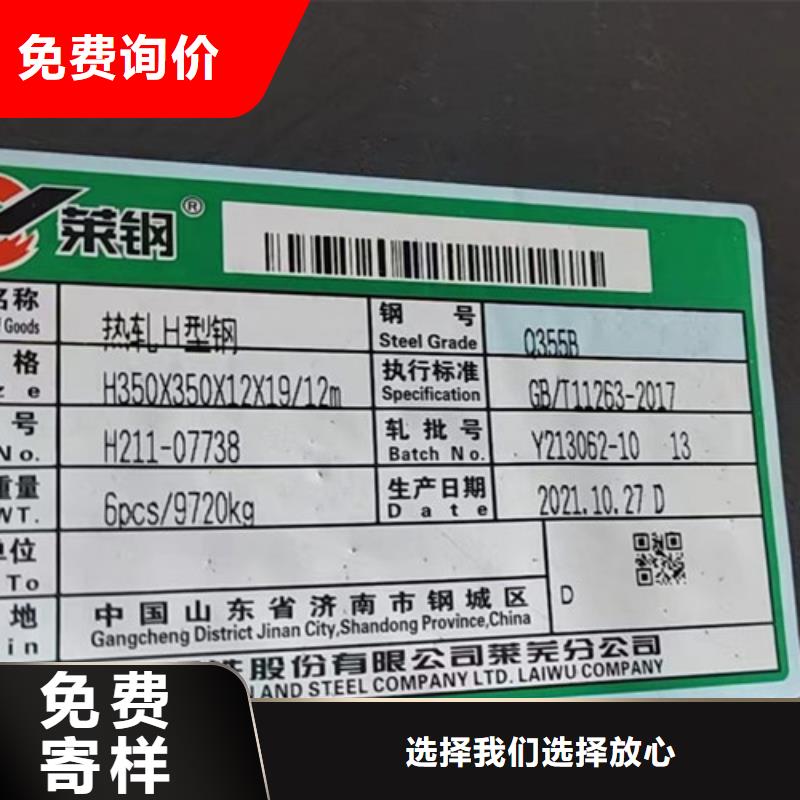 免费询价
莱钢®
名称 热轧H型钢 钢号 Q355B
Goods Steel Grade
格 H350X350X12X19/12m 执行标准 GB/T11263-2017
z e Specification
号 H211-07738 轧批号 Y213062-10 13
No. Batch No.
重量 6pcs/9720kg 生产日期 2021.10.27 D
WT. Date
单位
To
D
地 中国山东省济南市钢城区
in Gangcheng District Jinan City,Shandong Province,China
股份有限公司莱芜分公司
LAND STEEL COMPANY LTD. LAIWU COMPANY
免费
寄样
选择我们选择放心